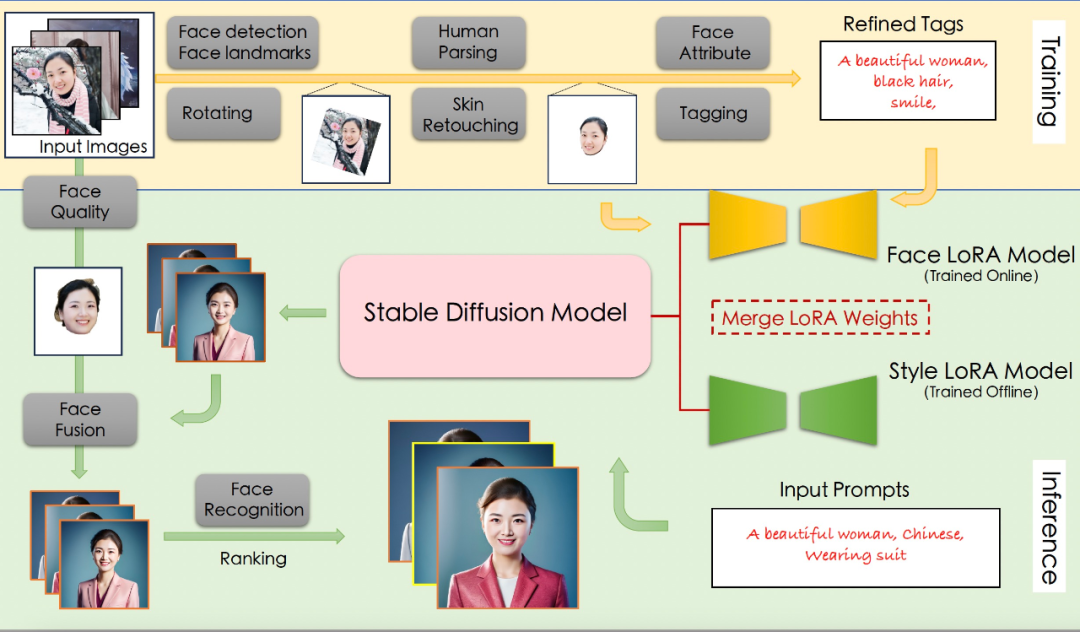 Face detection
Face landmarks
Human
Parsing
Face
Attribute
Refined Tags
A beautiful woman,
black hair,
smile,
Training
Input Images
Rotating
Skin
Retouching
Tagging
Face
Quality
Stable Diffusion Model
Face LoRA Model
(Trained Online)
Merge LoRA Weights
Style LoRA Model
(Trained Offline)
Face
Fusion
Face
Recognition
Ranking
Input Prompts
A beautiful woman, Chinese,
Wearing suit
Inference